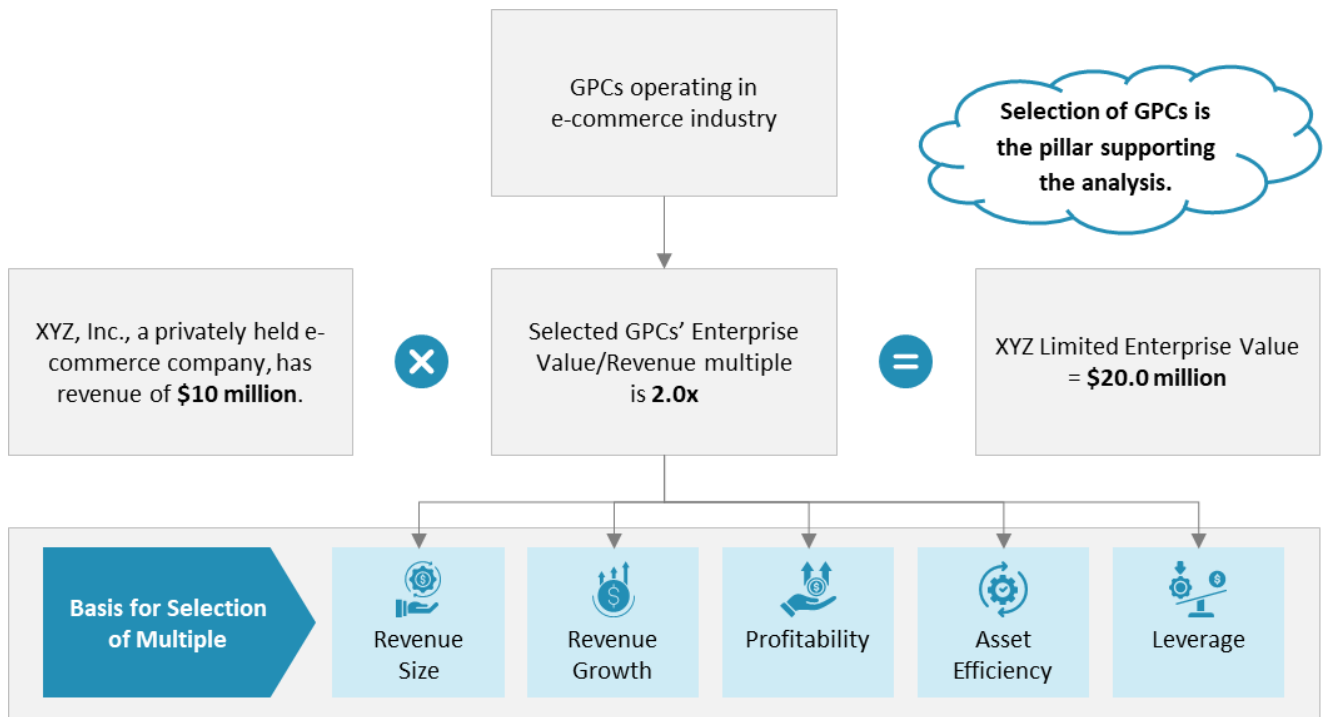 GPCs operating in
e-commerce industry
Selection of GPCs is
the pillar supporting
the analysis.
XYZ, Inc., a privately held e-
commerce company, has
revenue of $10 million.
Selected GPCs' Enterprise
Value/Revenue multiple
is 2.0x
XYZ Limited Enterprise Value
= $20.0 million
Basis for Selection
of Multiple
Revenue
Size
Revenue
Growth
Profitability
Asset
Efficiency
Leverage